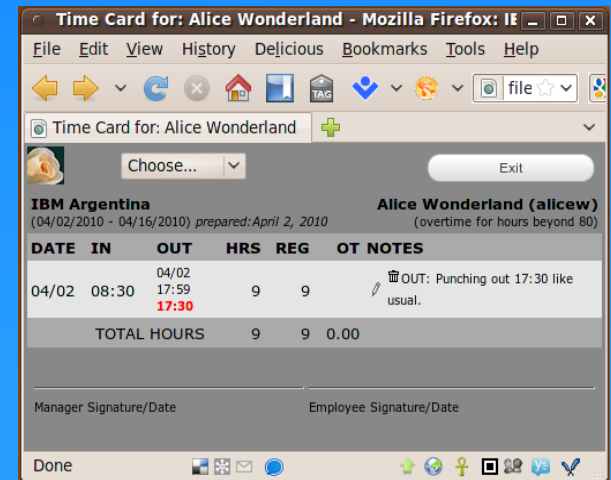 Time Card for: Alice Wonderland - Mozilla Firefox: IE
File Edit View History Delicious Bookmarks Tools Help
TAG
file
Time Card for: Alice Wonderland
Choose...
Exit
IBM Argentina Alice Wonderland (alicew)
(04/02/2010 - 04/16/2010) prepared:April 2, 2010 (overtime for hours beyond 80)
DATE IN OUT HRS REG OT NOTES
04/02 08:30 04/02 17:59 17:30 9 9 OUT: Punching out 17:30 like usual.
TOTAL HOURS 9 9 0.00
Manager Signature/Date Employee Signature/Date
Done